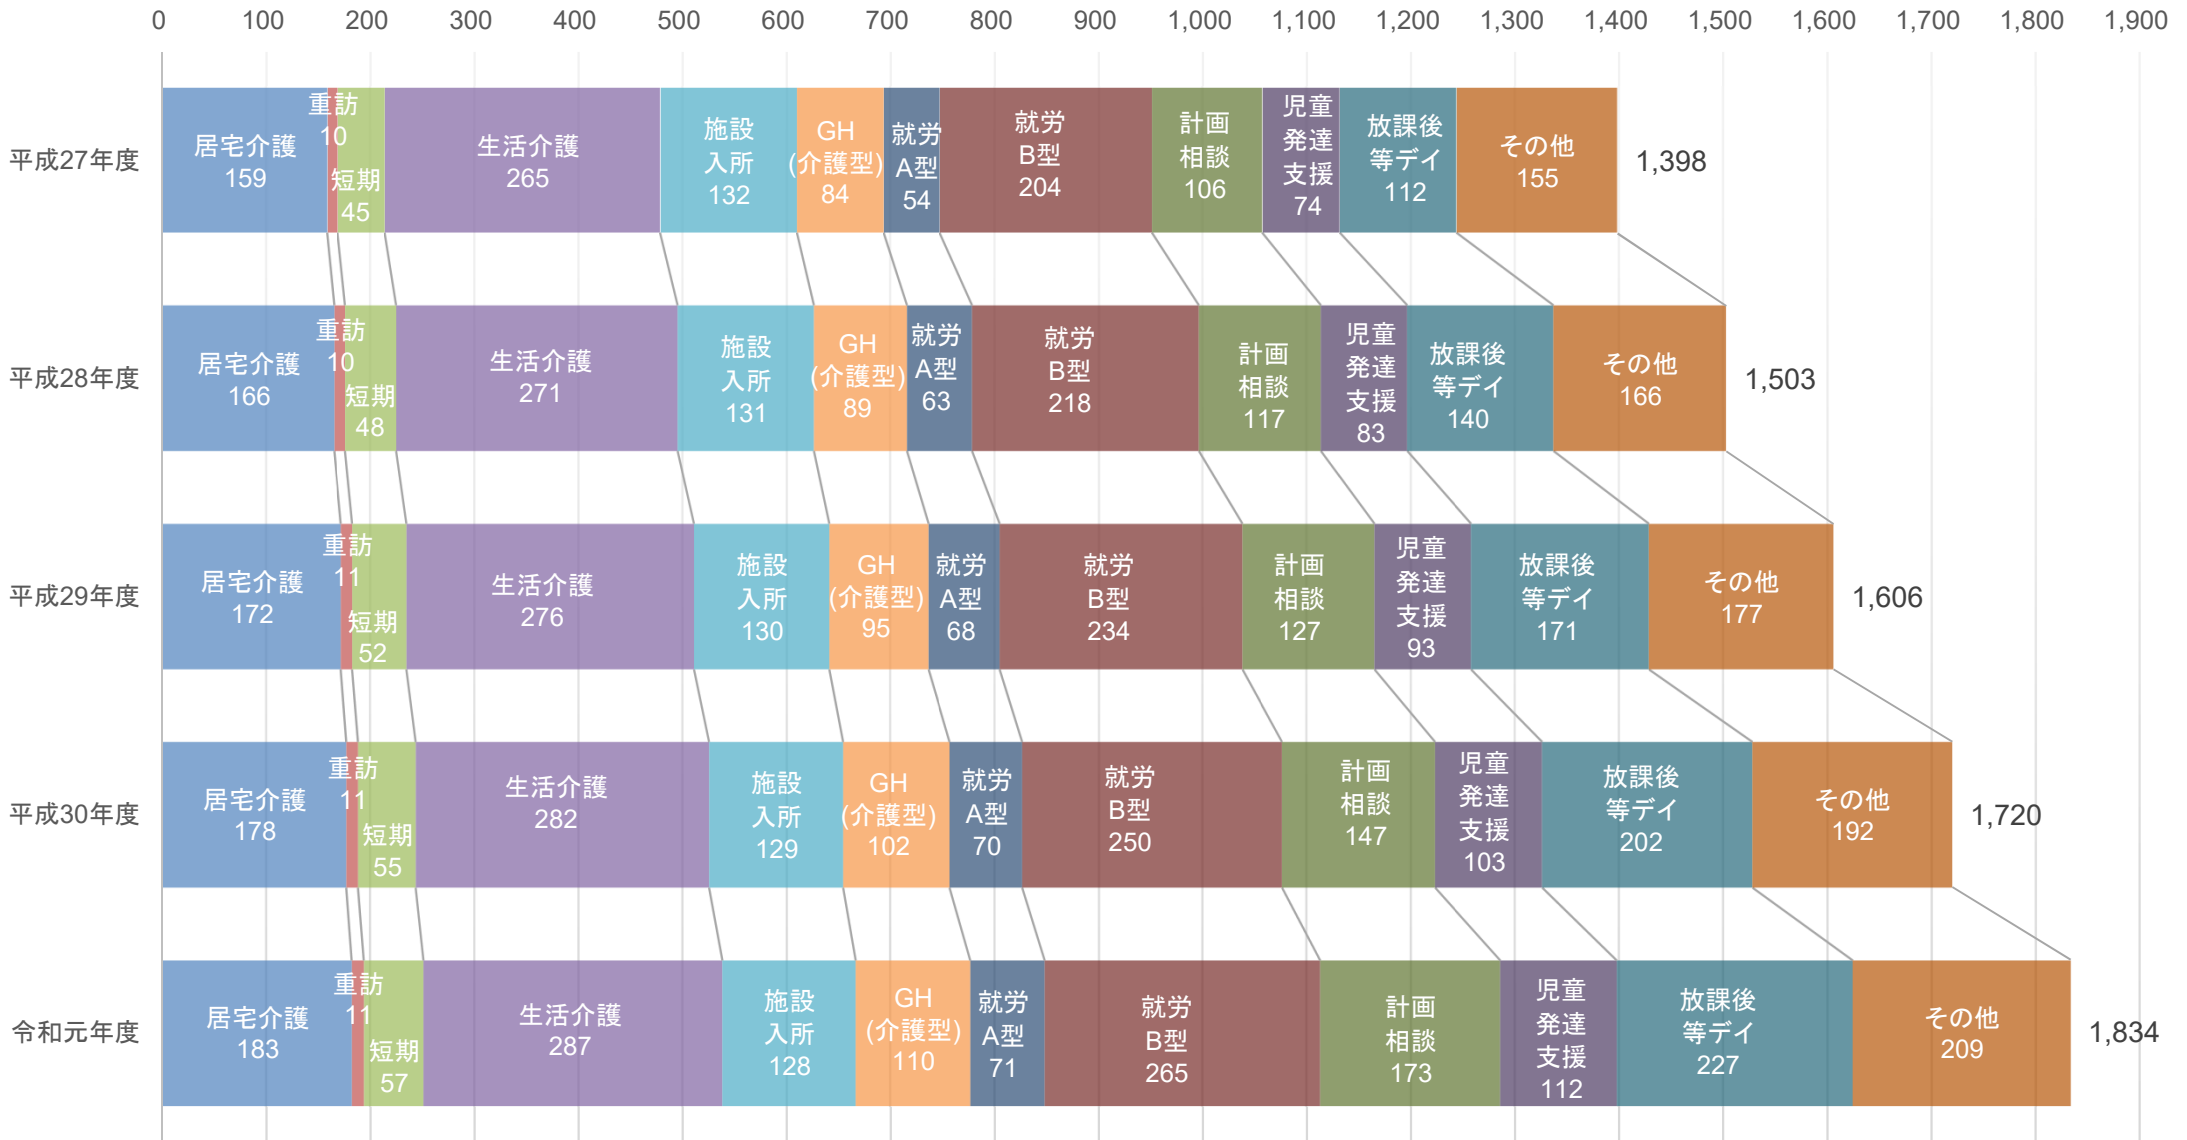 0 100 200 300 400 500 600 700 800 900 1,000 1,100 1,200 1,300 1,400 1,500 1,600 1,700 1,800 1,900
平成27年度
居宅介護
159
重訪
10
短期
45
生活介護
265
施設
入所
132
GH
(介護型)
84
就労
A型
54
就労
B型
204
計画
相談
106
児童
発達
支援
74
放課後
等デイ
112
その他
155
1,398
平成28年度
居宅介護
166
重訪
10
短期
48
生活介護
271
施設
入所
131
GH
(介護型)
89
就労
A型
63
就労
B型
218
計画
相談
117
児童
発達
支援
83
放課後
等デイ
140
その他
166
1,503
平成29年度
居宅介護
172
重訪
11
短期
52
生活介護
276
施設
入所
130
GH
(介護型)
95
就労
A型
68
就労
B型
234
計画
相談
127
児童
発達
支援
93
放課後
等デイ
171
その他
177
1,606
平成30年度
居宅介護
178
重訪
11
短期
55
生活介護
282
施設
入所
129
GH
(介護型)
102
就労
A型
70
就労
B型
250
計画
相談
147
児童
発達
支援
103
放課後
等デイ
202
その他
192
1,720
令和元年度
居宅介護
183
重訪
11
短期
57
生活介護
287
施設
入所
128
GH
(介護型)
110
就労
A型
71
就労
B型
265
計画
相談
173
児童
発達
支援
112
放課後
等デイ
227
その他
209
1,834